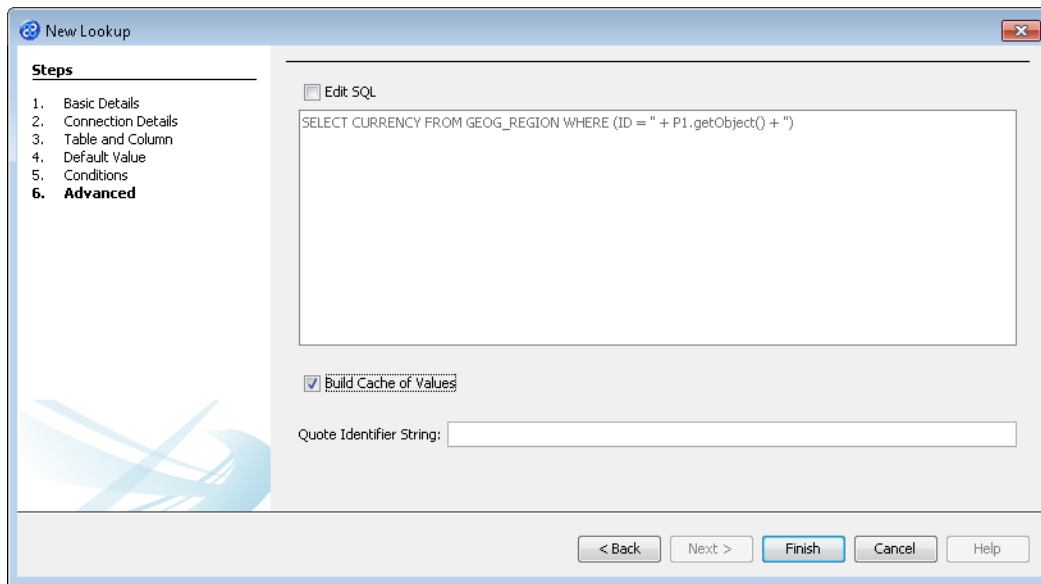 New Lookup
Steps
1. Basic Details
2. Connection Details
3. Table and Column
4. Default Value
5. Conditions
6. Advanced
Edit SQL
SELECT CURRENCY FROM GEOG_REGION WHERE (ID = " + P1.getObject() + ")
Build Cache of Values
Quote Identifier String:
< Back
Next >
Finish
Cancel
Help